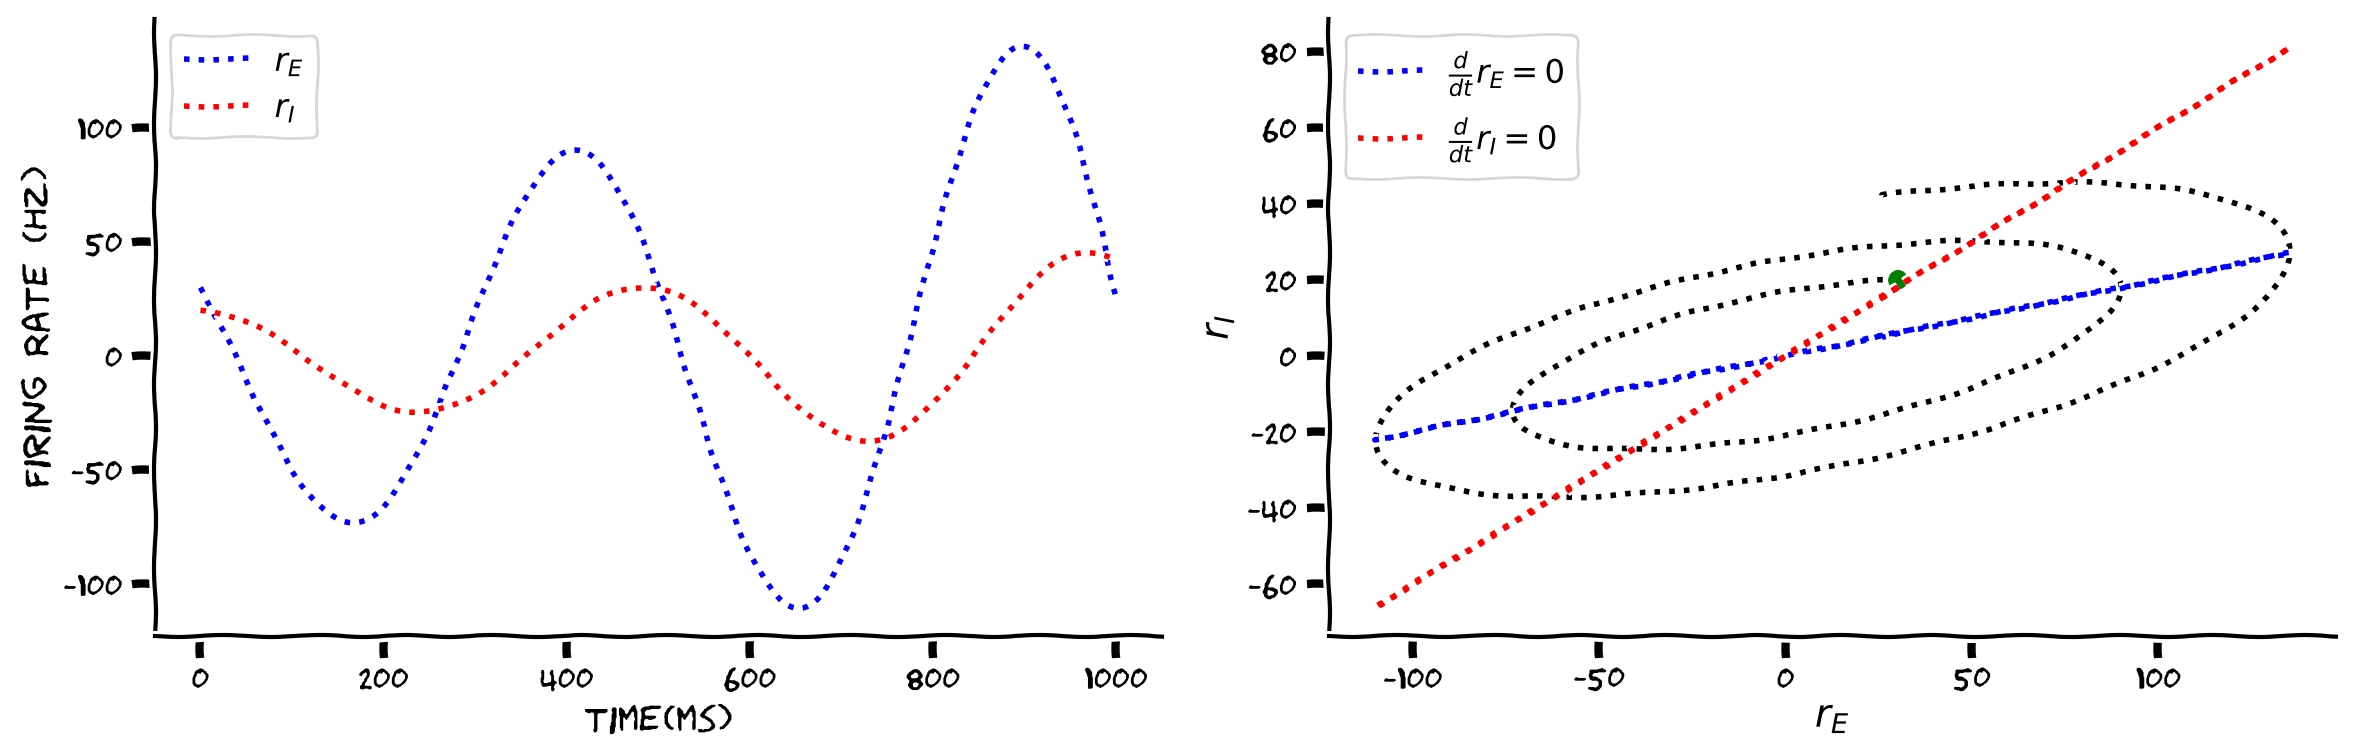 r_E
r_I
100
50
0
-50
-100
FIRING RATE (HZ)
0 200 400 600 800 1000
TIME(MS)
d/dt r_E = 0
d/dt r_I = 0
80
60
40
20
0
-20
-40
-60
r_I
-100 -50 0 50 100
r_E